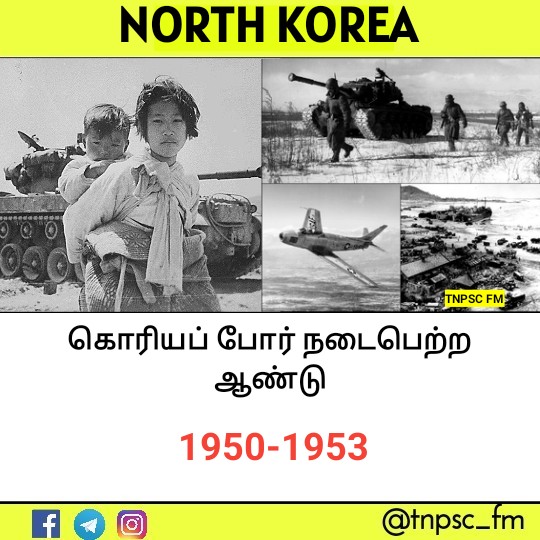 NORTH KOREA
TNPSC FM
கொரியப் போர் நடைபெற்ற
ஆண்டு
1950-1953
@tnpsc_fm